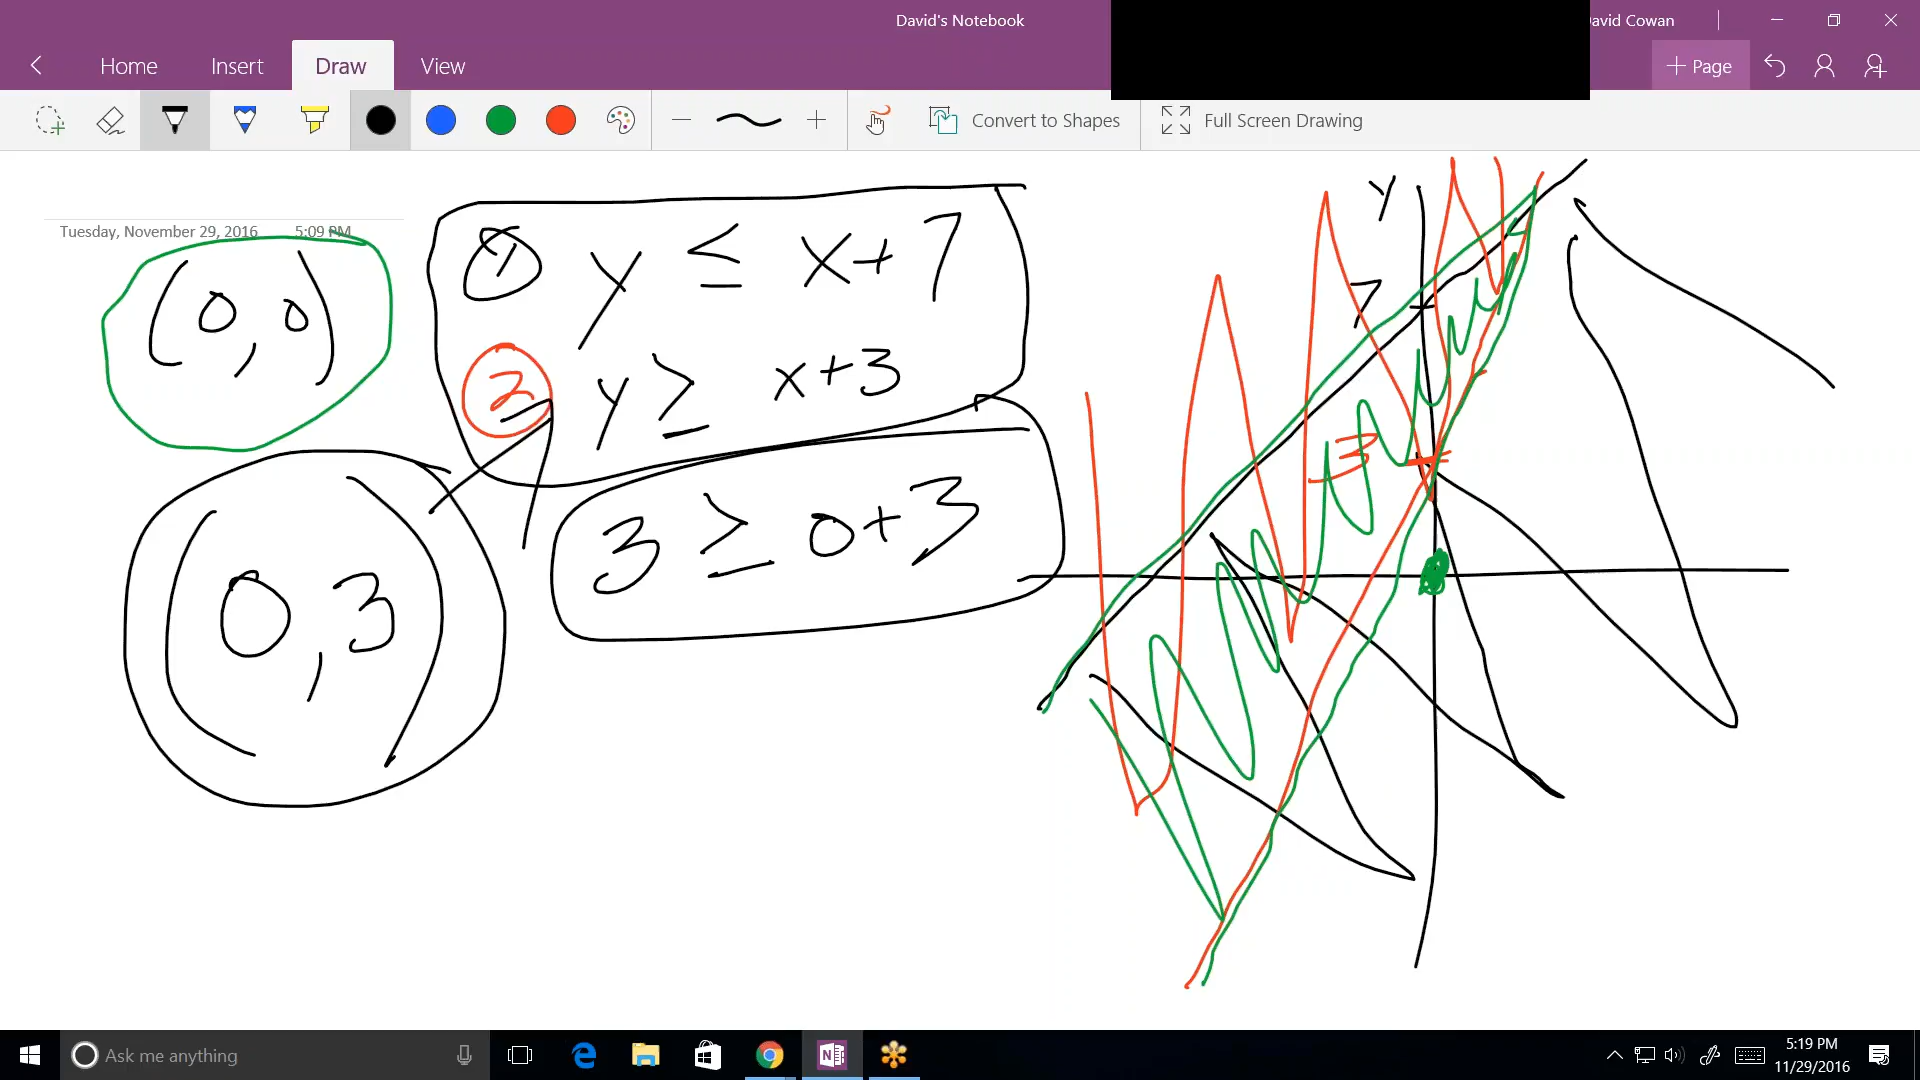 David's Notebook
David Cowan
Home
Insert
Draw
View
Page
Convert to Shapes
Full Screen Drawing
Tuesday, November 29, 2016 5:09 PM
(0,0)
① y ≤ x+7
② y ≥ x+3
3 ≥ 0+3
(0,3)
y
7
3
Ask me anything
5:19 PM
11/29/2016